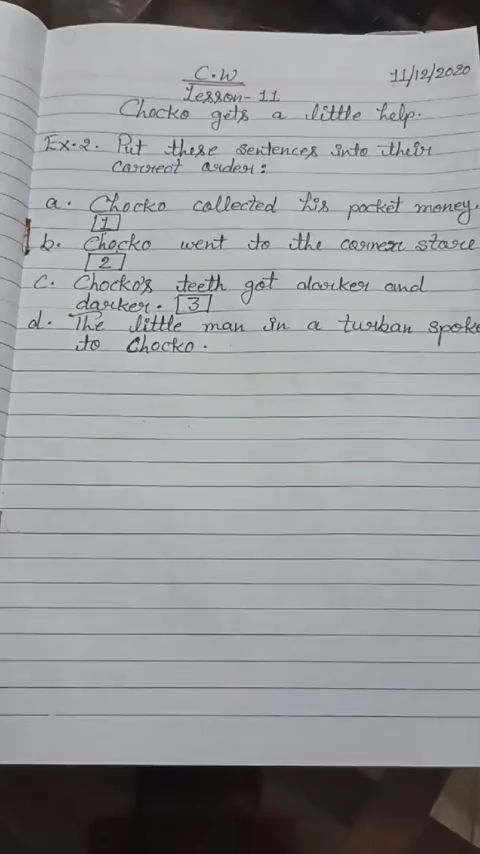 C.W
11/12/2020
Lesson-11
Chocko gets a little help.
Ex.2. Put these sentences into their
correct order:
a. Chocko collected his pocket money.
1
b. Chocko went to the corner store
2
c. Chocko's teeth got darker and
darker. 3
d. The little man in a turban spoke
to Chocko.